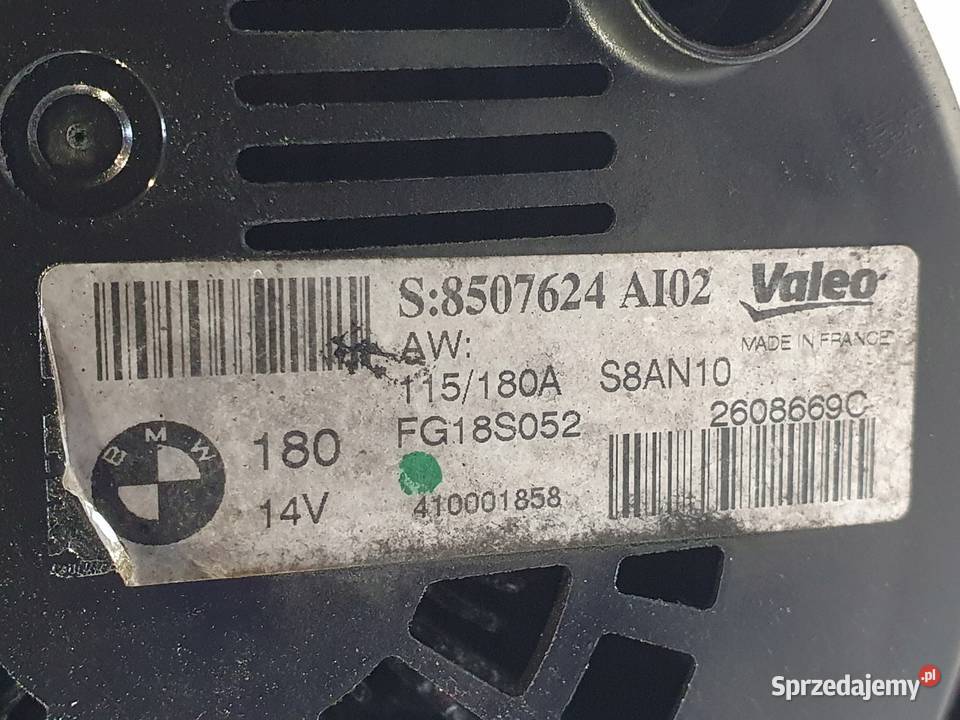 S:8507624 AI02
Valeo
MADE IN FRANCE
AW:
115/180A S8AN10
FG18S052
2608669C
BMW
180
14V
410001858
Sprzedajemy.pl